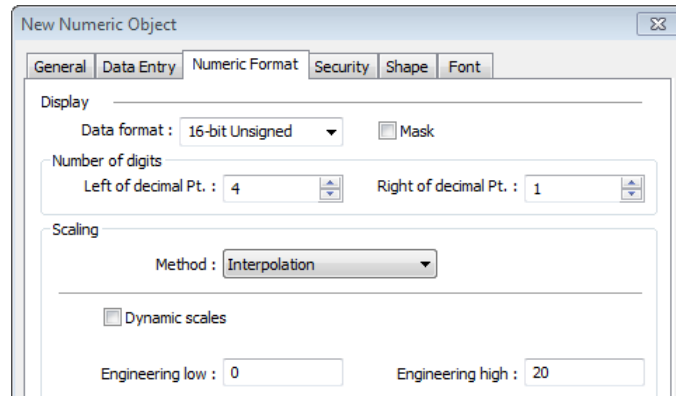 New Numeric Object
General Data Entry Numeric Format Security Shape Font
Display
Data format : 16-bit Unsigned Mask
Number of digits
Left of decimal Pt. : 4 Right of decimal Pt. : 1
Scaling
Method : Interpolation
Dynamic scales
Engineering low : 0 Engineering high : 20